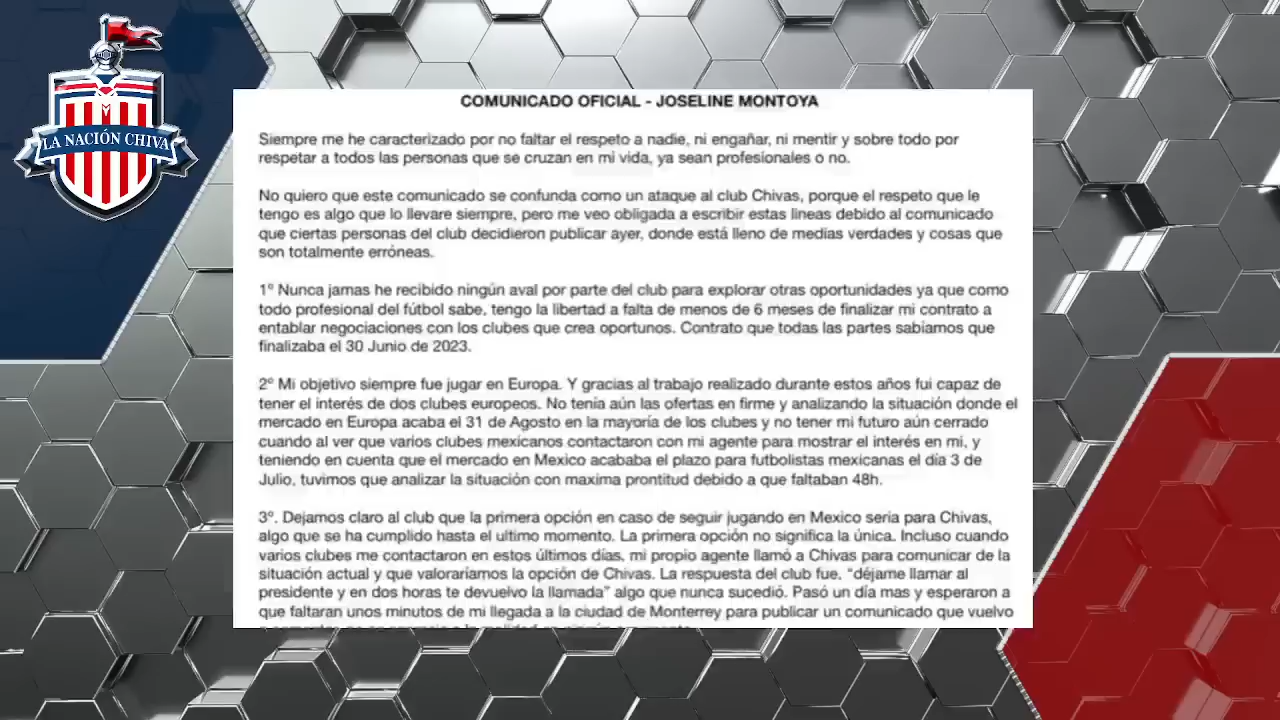 LA NACIÓN CHIVA
COMUNICADO OFICIAL - JOSELINE MONTOYA
Siempre me he caracterizado por no faltar el respeto a nadie, ni engañar, ni mentir y sobre todo por
respetar a todos las personas que se cruzan en mi vida, ya sean profesionales o no.
No quiero que este comunicado se confunda como un ataque al club Chivas, porque el respeto que le
tengo es algo que lo llevare siempre, pero me veo obligada a escribir estas lineas debido al comunicado
que ciertas personas del club decidieron publicar ayer, donde está lleno de medias verdades y cosas que
son totalmente erróneas.
1º Nunca jamas he recibido ningún aval por parte del club para explorar otras oportunidades ya que como
todo profesional del fútbol sabe, tengo la libertad a falta de menos de 6 meses de finalizar mi contrato a
entablar negociaciones con los clubes que crea oportunos. Contrato que todas las partes sabíamos que
finalizaba el 30 Junio de 2023.
2º Mi objetivo siempre fue jugar en Europa. Y gracias al trabajo realizado durante estos años fui capaz de
tener el interés de dos clubes europeos. No tenía aún las ofertas en firme y analizando la situación donde el
mercado en Europa acaba el 31 de Agosto en la mayoría de los clubes y no tener mi futuro aún cerrado
cuando al ver que varios clubes mexicanos contactaron con mi agente para mostrar el interés en mi, y
teniendo en cuenta que el mercado en Mexico acababa el plazo para futbolistas mexicanas el día 3 de
Julio, tuvimos que analizar la situación con maxima prontitud debido a que faltaban 48h.
3º. Dejamos claro al club que la primera opción en caso de seguir jugando en Mexico seria para Chivas,
algo que se ha cumplido hasta el ultimo momento. La primera opción no significa la única. Incluso cuando
varios clubes me contactaron en estos últimos días, mi propio agente llamó a Chivas para comunicar de la
situación actual y que valoraríamos la opción de Chivas. La respuesta del club fue, "déjame llamar al
presidente y en dos horas te devuelvo la llamada" algo que nunca sucedió. Pasó un día mas y esperaron a
que faltaran unos minutos de mi llegada a la ciudad de Monterrey para publicar un comunicado que vuelvo